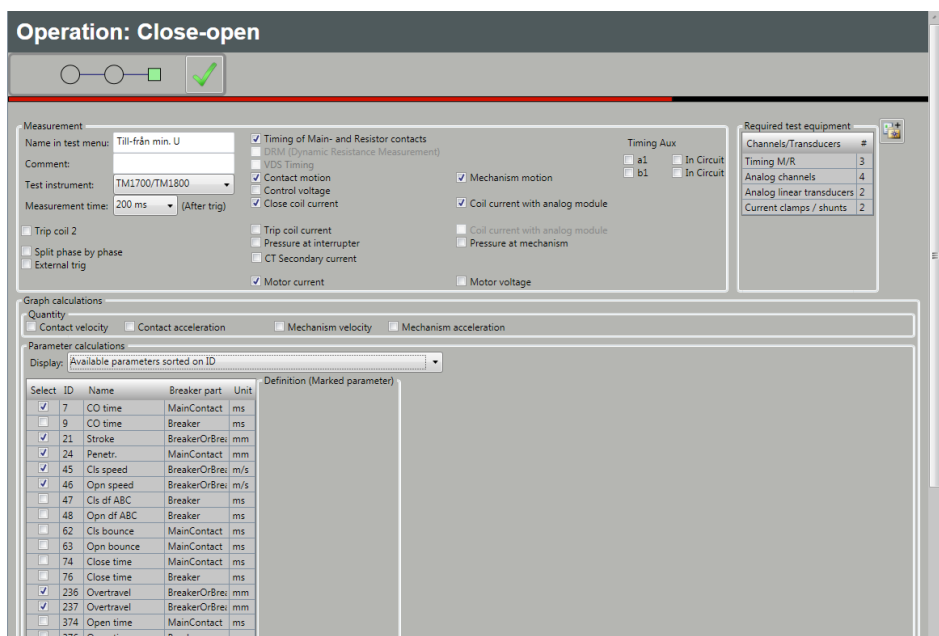 Operation: Close-open
Measurement
Name in test menu: Till-från min. U
Comment:
Test instrument: TM1700/TM1800
Measurement time: 200 ms (After trig)
Trip coil 2
Split phase by phase
External trig
Timing of Main- and Resistor contacts
DRM (Dynamic Resistance Measurement)
VDS Timing
Contact motion
Mechanism motion
Control voltage
Close coil current
Coil current with analog module
Trip coil current
Coil current with analog module
Pressure at interrupter
Pressure at mechanism
CT Secondary current
Motor current
Motor voltage
Timing Aux
a1 In Circuit
b1 In Circuit
Required test equipment
Channels/Transducers #
Timing M/R 3
Analog channels 4
Analog linear transducers 2
Current clamps / shunts 2
Graph calculations
Quantity
Contact velocity Contact acceleration Mechanism velocity Mechanism acceleration
Parameter calculations
Display: Available parameters sorted on ID
Definition (Marked parameter)
Select ID Name Breaker part Unit
7 CO time MainContact ms
9 CO time Breaker ms
21 Stroke BreakerOrBrea mm
24 Penetr. MainContact mm
45 Cls speed BreakerOrBrea m/s
46 Opn speed BreakerOrBrea m/s
47 Cls df ABC Breaker ms
48 Opn df ABC Breaker ms
62 Cls bounce MainContact ms
63 Opn bounce MainContact ms
74 Close time MainContact ms
76 Close time Breaker ms
236 Overtravel BreakerOrBrea mm
237 Overtravel BreakerOrBrea mm
374 Open time MainContact ms